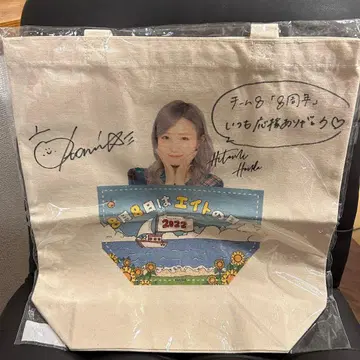 チーム8「8周年」
いつも応援ありがとう♡
Hitomi
Honda
8月8日は エイトの日
2022